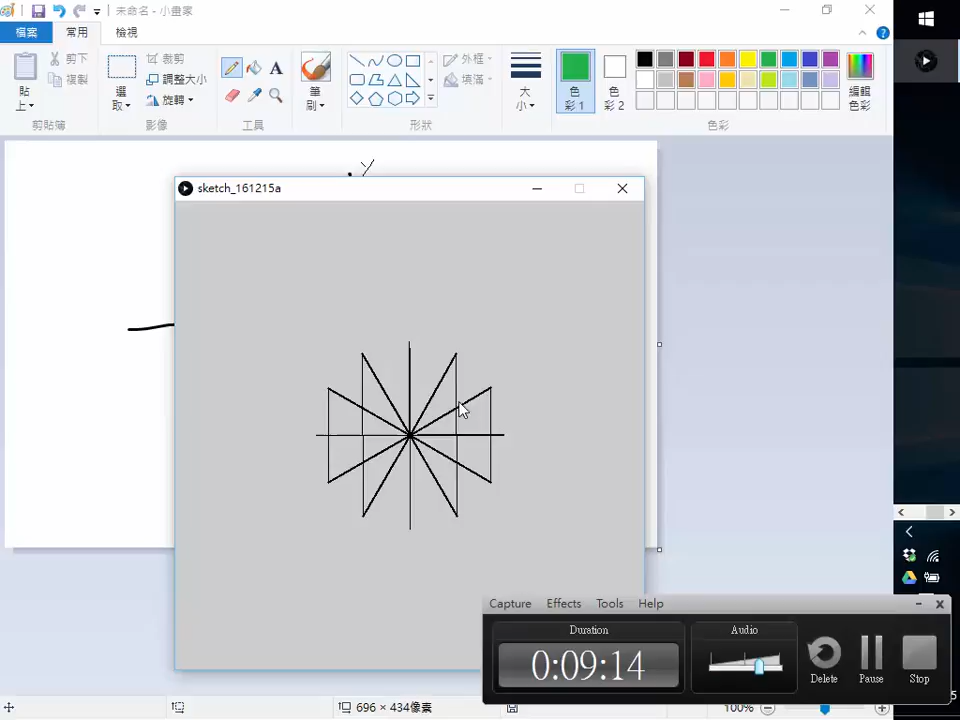 未命名 - 小畫家
檔案 常用 檢視
貼上
剪下
複製
剪貼簿
選取
裁剪
調整大小
旋轉
影像
A
工具
筆刷
外框
填滿
形狀
大小
色彩 1
色彩 2
編輯色彩
色彩
y
sketch_161215a
Capture Effects Tools Help
Duration
0:09:14
Audio
Delete
Pause
Stop
696 × 434像素
100%